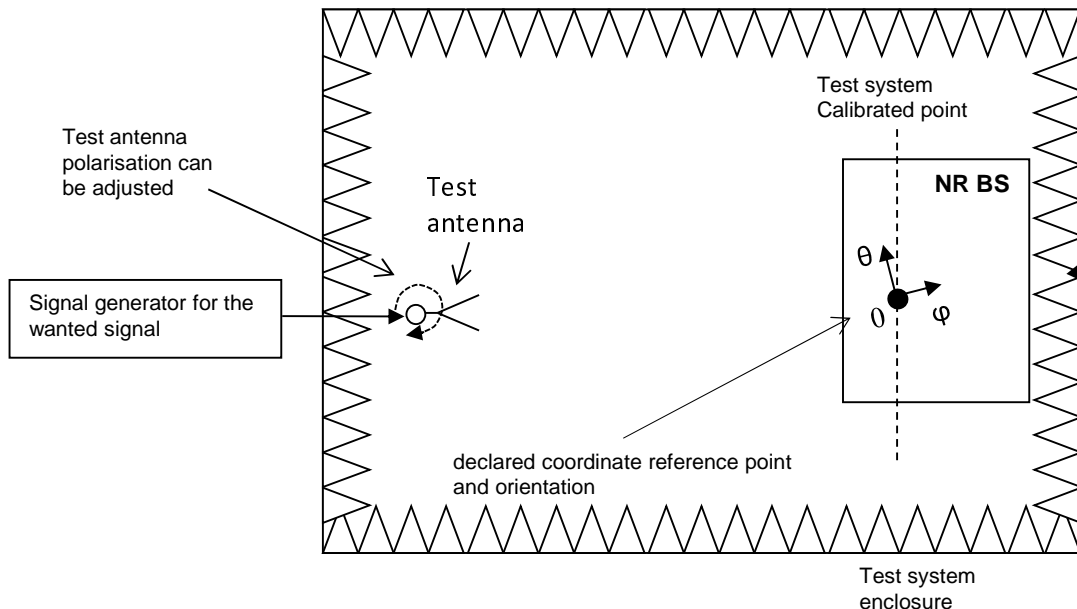 Test system
Calibrated point
Test antenna
polarisation can
be adjusted
Test
antenna
NR BS
θ
Signal generator for the
wanted signal
0
φ
declared coordinate reference point
and orientation
Test system
enclosure